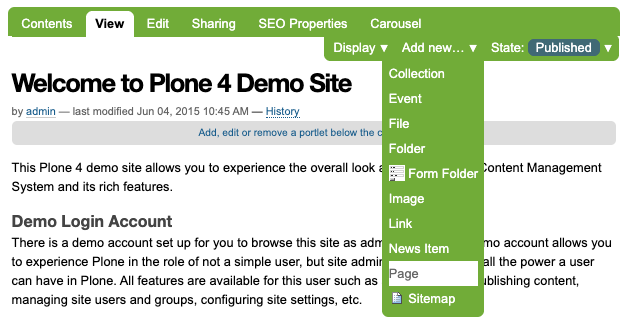 Contents View Edit Sharing SEO Properties Carousel
Display ▼ Add new… ▼ State: Published ▼
Welcome to Plone 4 Demo Site
by admin — last modified Jun 04, 2015 10:45 AM — History
Add, edit or remove a portlet below the
This Plone 4 demo site allows you to experience the overall look Content Management
System and its rich features.
Demo Login Account
There is a demo account set up for you to browse this site as account allows you
to experience Plone in the role of not a simple user, but site all the power a user
can have in Plone. All features are available for this user such as content,
managing site users and groups, configuring site settings, etc.
Collection
Event
File
Folder
Form Folder
Image
Link
News Item
Page
Sitemap